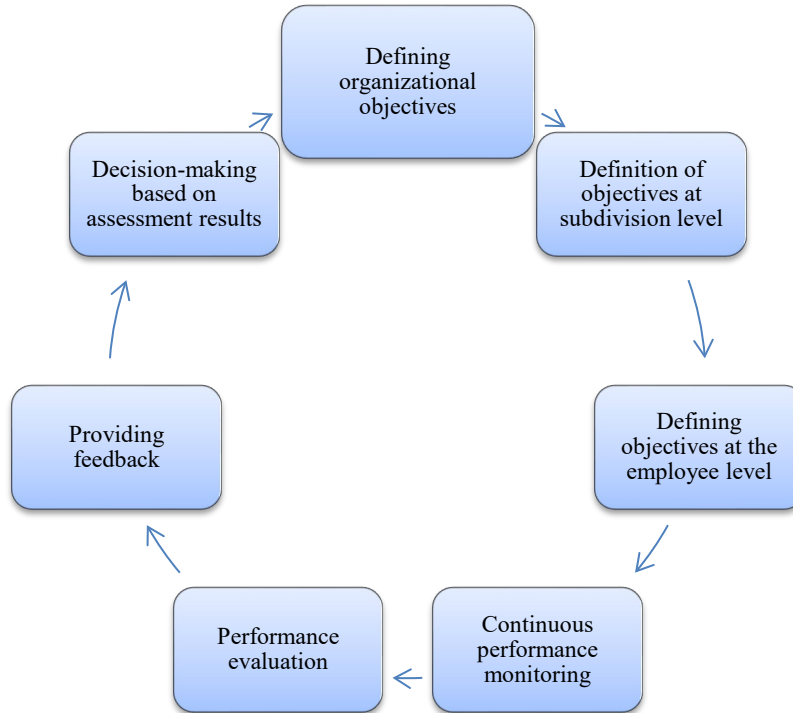 Defining
organizational
objectives
Definition of
objectives at
subdivision level
Defining
objectives at the
employee level
Continuous
performance
monitoring
Performance
evaluation
Providing
feedback
Decision-making
based on
assessment results